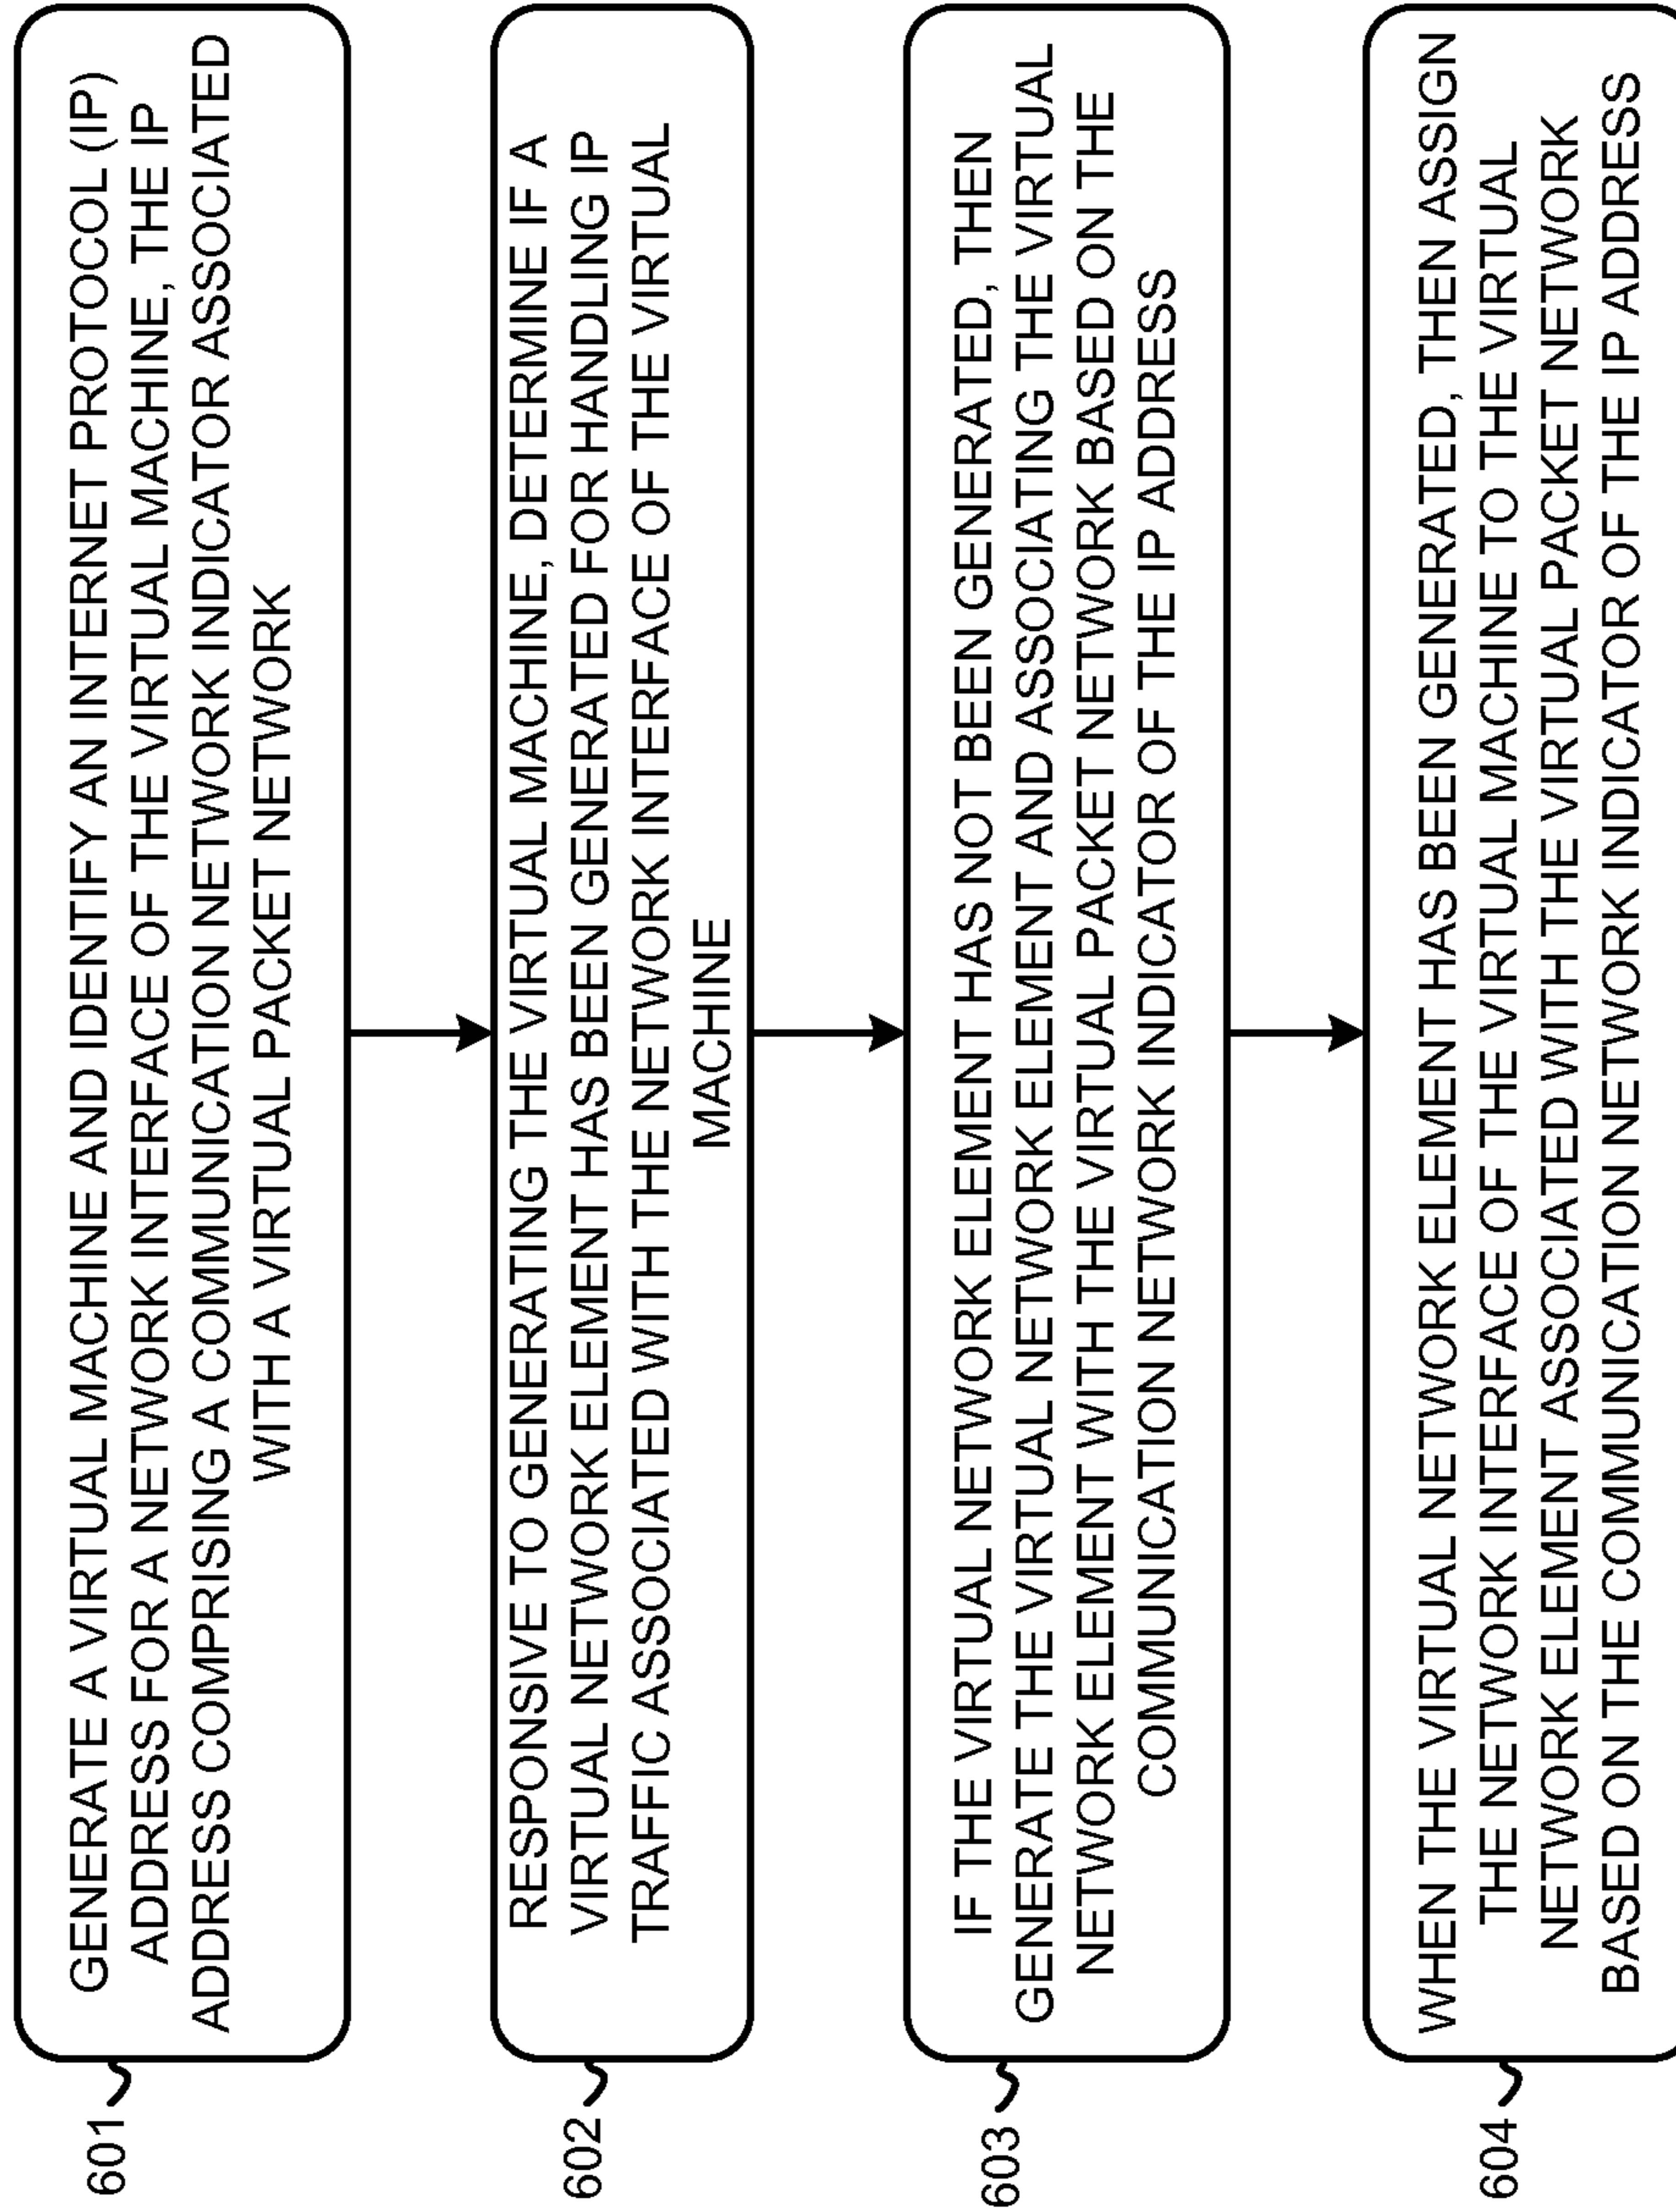 601
GENERATE A VIRTUAL MACHINE AND IDENTIFY AN INTERNET PROTOCOL (IP)
ADDRESS FOR A NETWORK INTERFACE OF THE VIRTUAL MACHINE, THE IP
ADDRESS COMPRISING A COMMUNICATION NETWORK INDICATOR ASSOCIATED
WITH A VIRTUAL PACKET NETWORK
602
RESPONSIVE TO GENERATING THE VIRTUAL MACHINE, DETERMINE IF A
VIRTUAL NETWORK ELEMENT HAS BEEN GENERATED FOR HANDLING IP
TRAFFIC ASSOCIATED WITH THE NETWORK INTERFACE OF THE VIRTUAL
MACHINE
603
IF THE VIRTUAL NETWORK ELEMENT HAS NOT BEEN GENERATED, THEN
GENERATE THE VIRTUAL NETWORK ELEMENT AND ASSOCIATING THE VIRTUAL
NETWORK ELEMENT WITH THE VIRTUAL PACKET NETWORK BASED ON THE
COMMUNICATION NETWORK INDICATOR OF THE IP ADDRESS
604
WHEN THE VIRTUAL NETWORK ELEMENT HAS BEEN GENERATED, THEN ASSIGN
THE NETWORK INTERFACE OF THE VIRTUAL MACHINE TO THE VIRTUAL
NETWORK ELEMENT ASSOCIATED WITH THE VIRTUAL PACKET NETWORK
BASED ON THE COMMUNICATION NETWORK INDICATOR OF THE IP ADDRESS